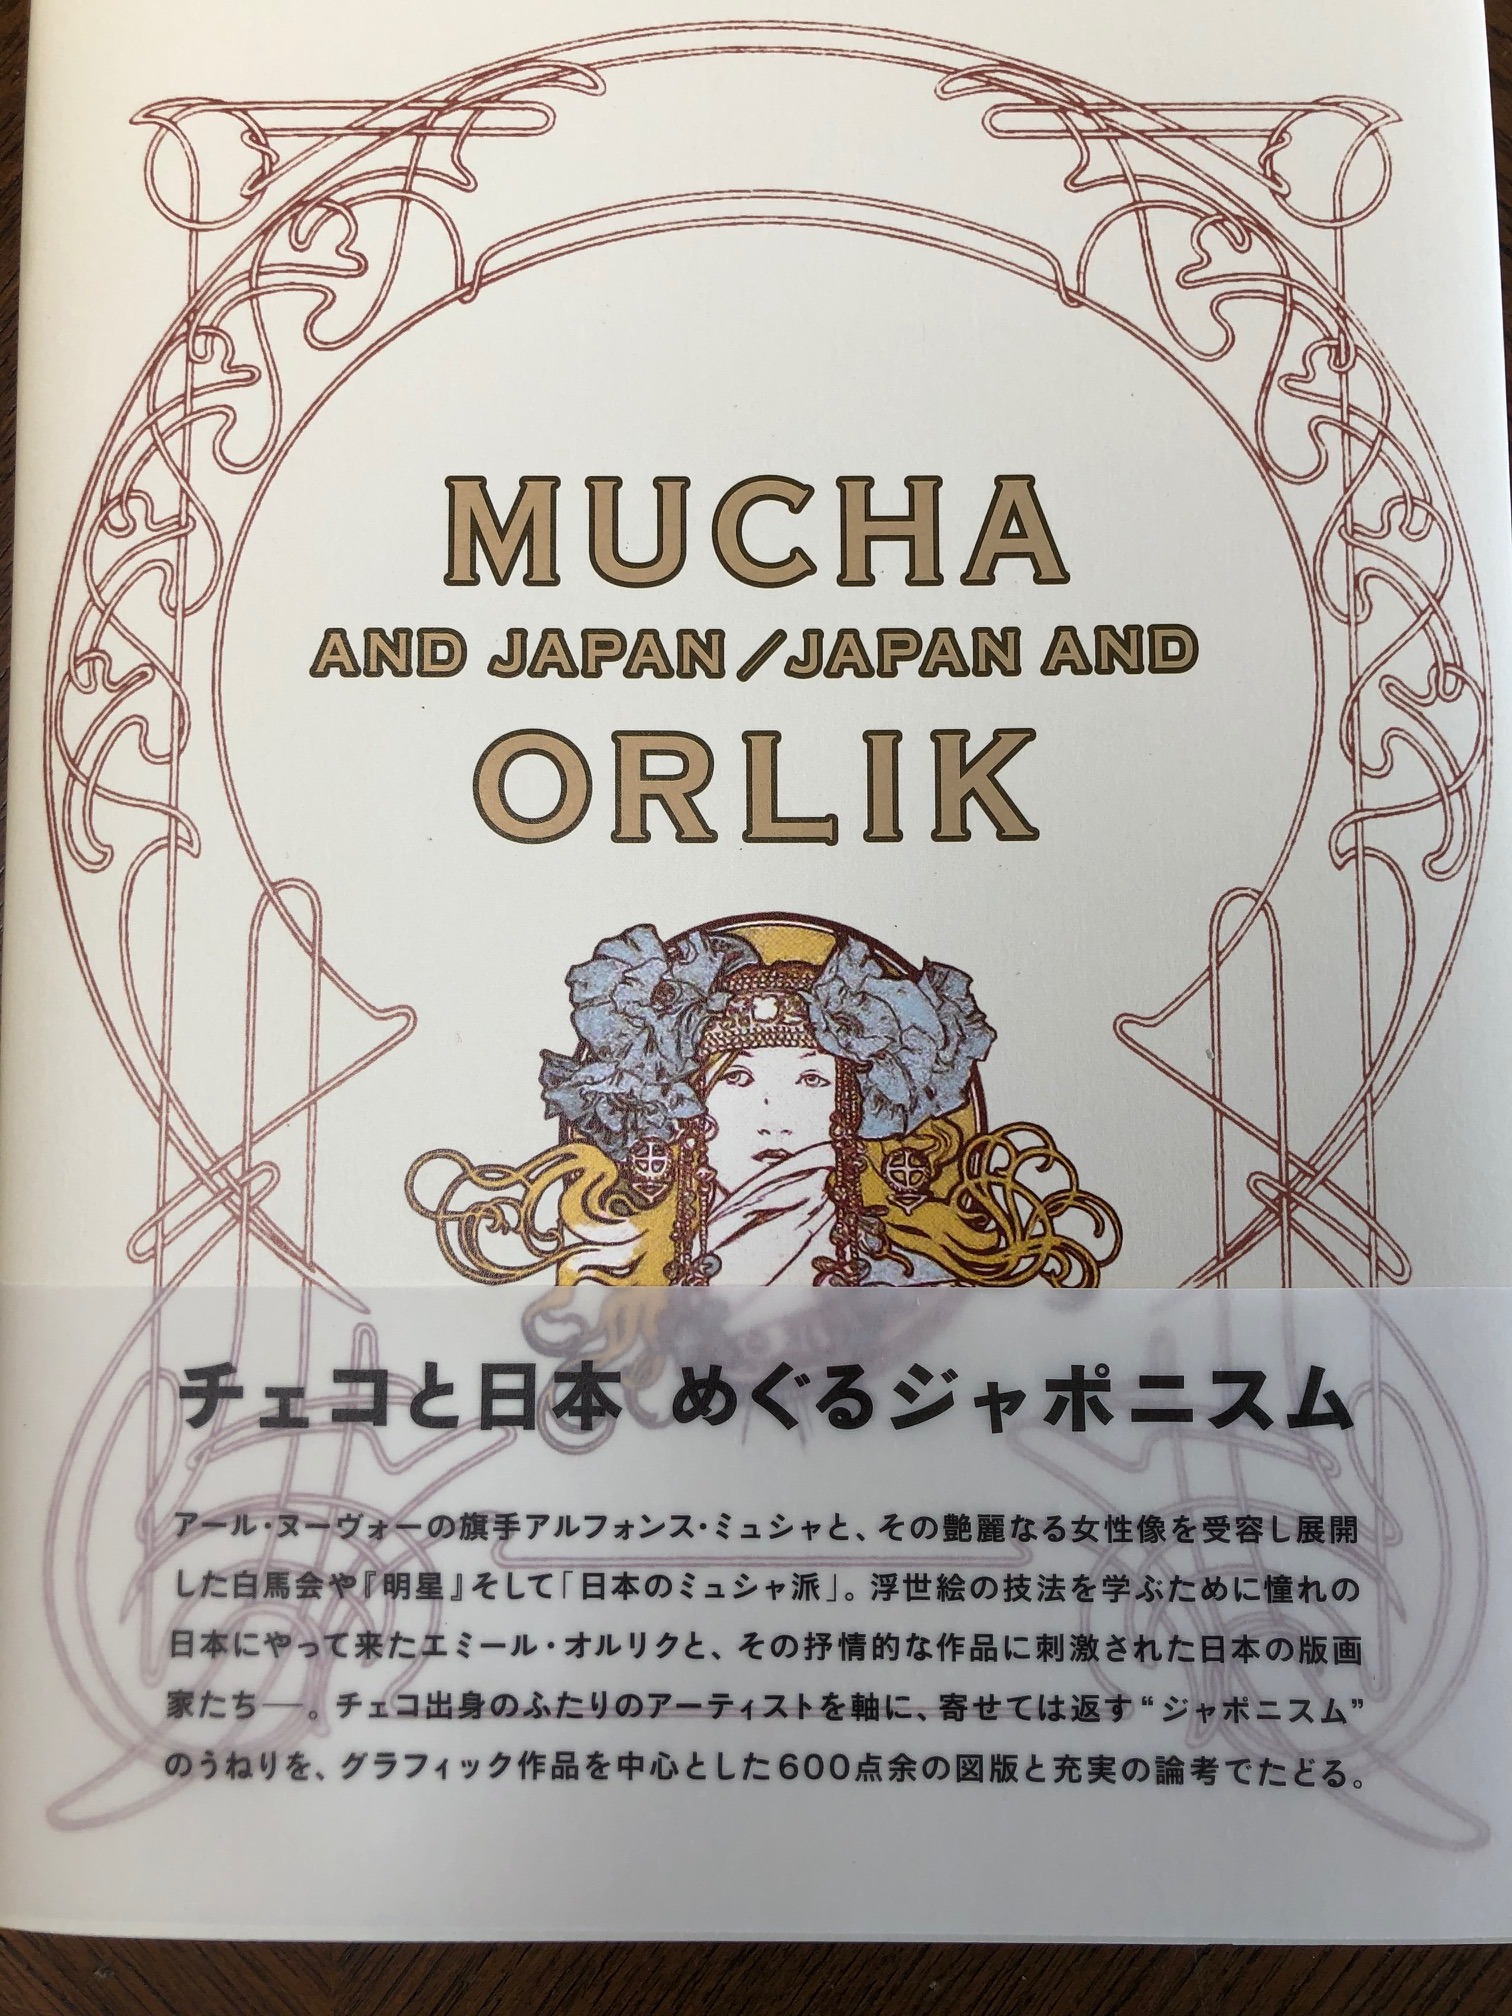 MUCHA
AND JAPAN/JAPAN AND
ORLIK
チェコと日本 めぐるジャポニスム
アール・ヌーヴォーの旗手アルフォンス・ミュシャと、その艶麗なる女性像を受容し展開
した白馬会や『明星』そして「日本のミュシャ派」。浮世絵の技法を学ぶために憧れの
日本にやって来たエミール・オルリクと、その抒情的な作品に刺激された日本の版画
家たち──。チェコ出身のふたりのアーティストを軸に、寄せては返す“ジャポニスム”
のうねりを、グラフィック作品を中心とした600点余の図版と充実の論考でたどる。